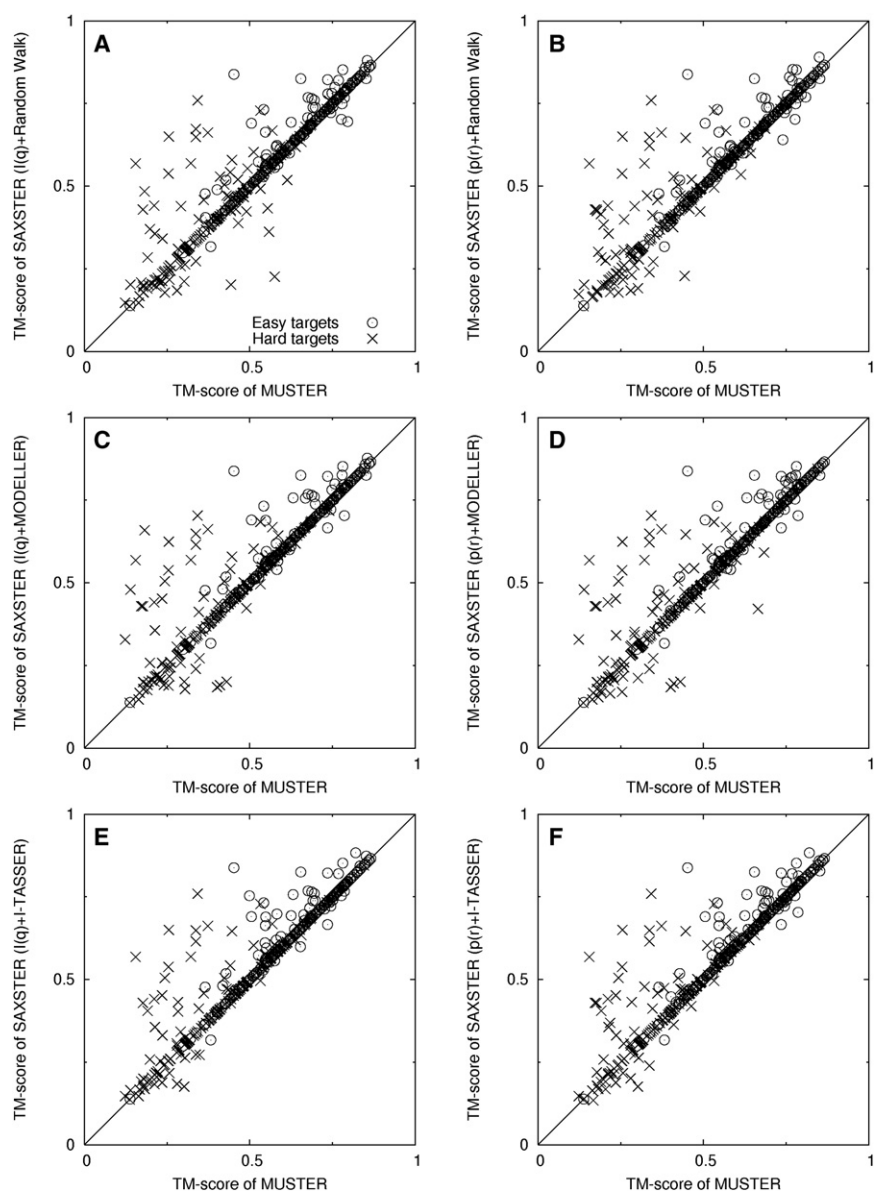 A
TM-score of SAXSTER (I(q)+Random Walk)
1
0.5
0
0
0.5
1
Easy targets
Hard targets
TM-score of MUSTER
B
TM-score of SAXSTER (p(r)+Random Walk)
1
0.5
0
0
0.5
1
TM-score of MUSTER
C
TM-score of SAXSTER (I(q)+MODELLER)
1
0.5
0
0
0.5
1
TM-score of MUSTER
D
TM-score of SAXSTER (p(r)+MODELLER)
1
0.5
0
0
0.5
1
TM-score of MUSTER
E
TM-score of SAXSTER (I(q)+I-TASSER)
1
0.5
0
0
0.5
1
TM-score of MUSTER
F
TM-score of SAXSTER (p(r)+I-TASSER)
1
0.5
0
0
0.5
1
TM-score of MUSTER